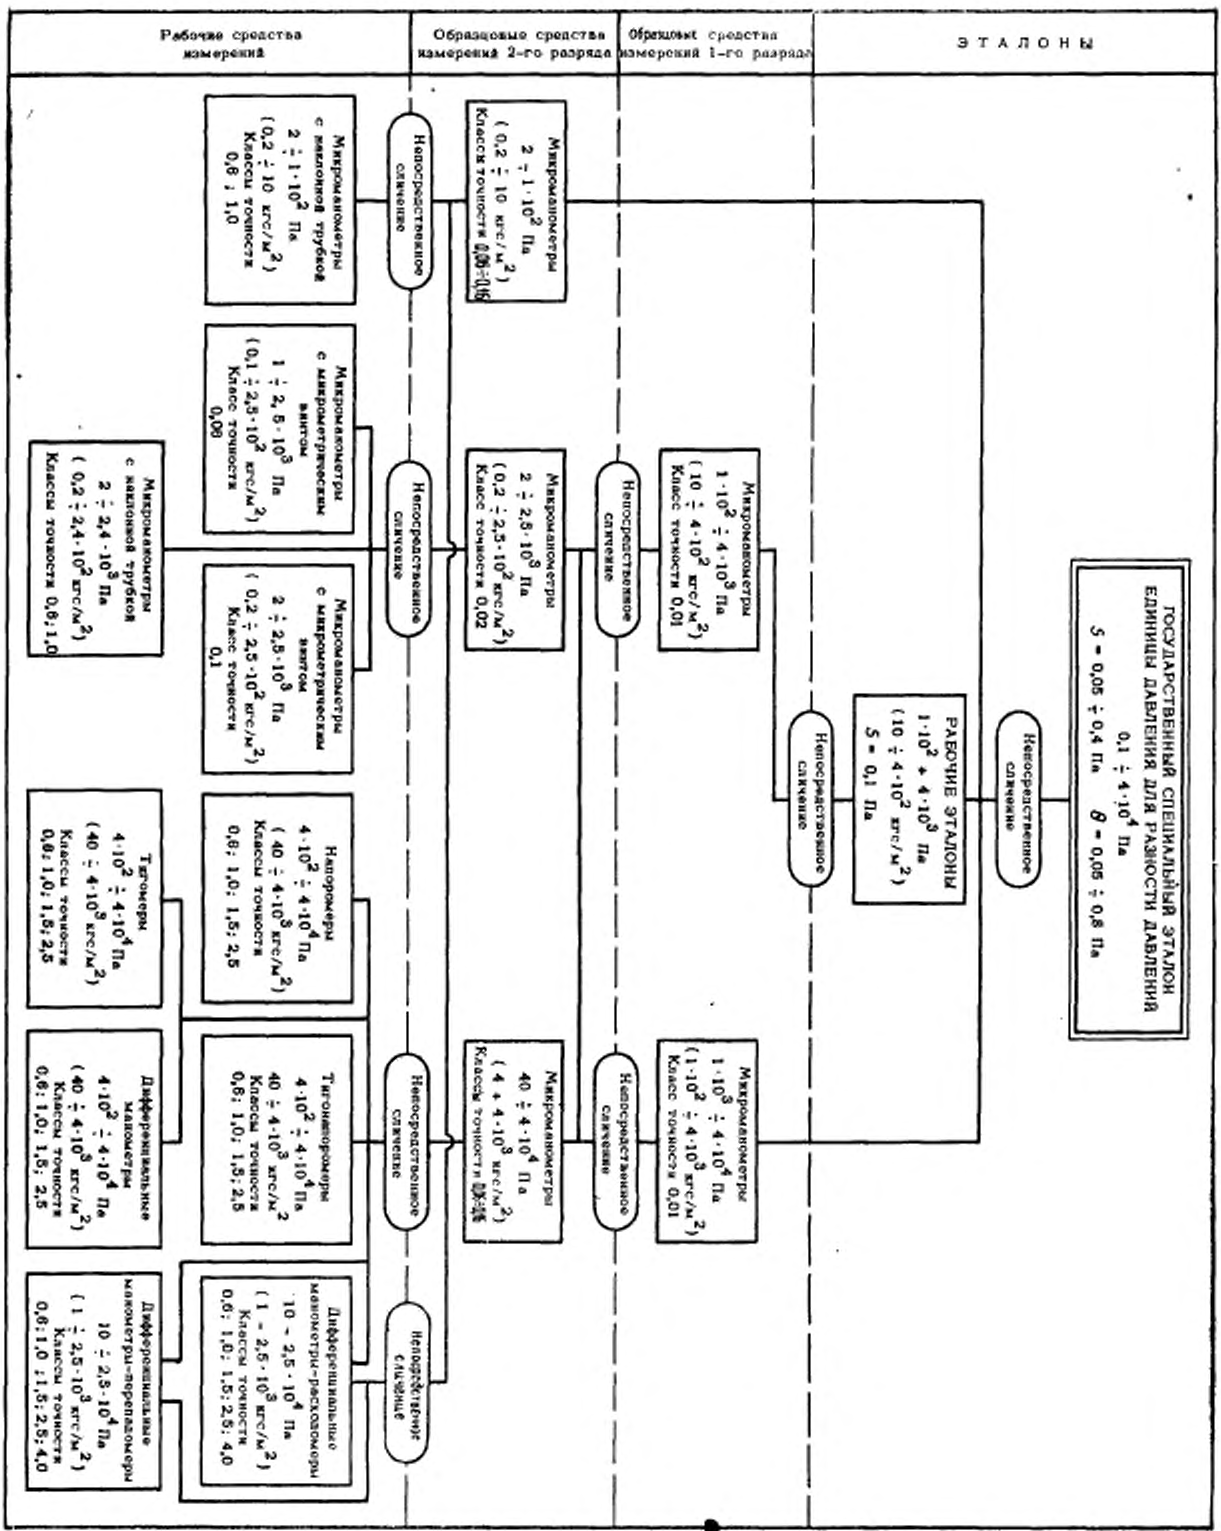 Рабочие средства
измерений
Образцовые средства
измерений 2-го разряда
Образцовые средства
измерений 1-го разряда
ЭТАЛОНЫ
ГОСУДАРСТВЕННЫЙ СПЕЦИАЛЬНЫЙ ЭТАЛОН
ЕДИНИЦЫ ДАВЛЕНИЯ ДЛЯ РАЗНОСТИ ДАВЛЕНИЙ
0,1 ÷ 4·10⁴ Па
S = 0,05 ÷ 0,4 Па θ = 0,05 ÷ 0,8 Па
Непосредственное
сличение
РАБОЧИЕ ЭТАЛОНЫ
1·10² ÷ 4·10³ Па
(10 ÷ 4·10² кгс/м²)
S = 0,1 Па
Непосредственное
сличение
Микроманометры
1·10² ÷ 4·10³ Па
(10 ÷ 4·10² кгс/м²)
Класс точности 0,01
Микроманометры
1·10³ ÷ 4·10⁴ Па
(1·10² ÷ 4·10³ кгс/м²)
Класс точности 0,01
Непосредственное
сличение
Непосредственное
сличение
Микроманометры
2 ÷ 1·10² Па
(0,2 ÷ 10 кгс/м²)
Классы точности
Микроманометры
2 ÷ 2,5·10³ Па
(0,2 ÷ 2,5·10² кгс/м²)
Класс точности 0,02
Микроманометры
40 ÷ 4·10⁴ Па
(4 ÷ 4·10³ кгс/м²)
Классы точности
Непосредственное
сличение
Непосредственное
сличение
Непосредственное
сличение
Непосредственное
сличение
Микроманометры
с наклонной трубкой
2 ÷ 1·10² Па
(0,2 ÷ 10 кгс/м²)
Классы точности
0,6; 1,0
Микроманометры
с микрометрическим
винтом
1 ÷ 2,5·10³ Па
(0,1 ÷ 2,5·10² кгс/м²)
Класс точности
0,06
Микроманометры
с микрометрическим
винтом
2 ÷ 2,5·10³ Па
(0,2 ÷ 2,5·10² кгс/м²)
Класс точности
0,1
Напоромеры
4·10² ÷ 4·10⁴ Па
(40 ÷ 4·10³ кгс/м²)
Классы точности
0,6; 1,0; 1,5; 2,5
Тягонапоромеры
4·10² ÷ 4·10⁴ Па
40 ÷ 4·10³ кгс/м²
Классы точности
0,6; 1,0; 1,5; 2,5
Дифференциальные
манометры-расходомеры
10 - 2,5·10⁴ Па
(1 - 2,5·10³ кгс/м²)
Классы точности
0,6; 1,0; 1,5; 2,5; 4,0
Микроманометры
с наклонной трубкой
2 ÷ 2,4·10³ Па
(0,2 ÷ 2,4·10² кгс/м²)
Классы точности 0,6; 1,0
Тягомеры
4·10² ÷ 4·10⁴ Па
(40 ÷ 4·10³ кгс/м²)
Классы точности
0,6; 1,0; 1,5; 2,5
Дифференциальные
манометры
4·10² ÷ 4·10⁴ Па
(40 ÷ 4·10³ кгс/м²)
Классы точности
0,6; 1,0; 1,5; 2,5
Дифференциальные
манометры-перепадомеры
10 ÷ 2,5·10⁴ Па
(1 ÷ 2,5·10³ кгс/м²)
Классы точности
0,6; 1,0; 1,5; 2,5; 4,0